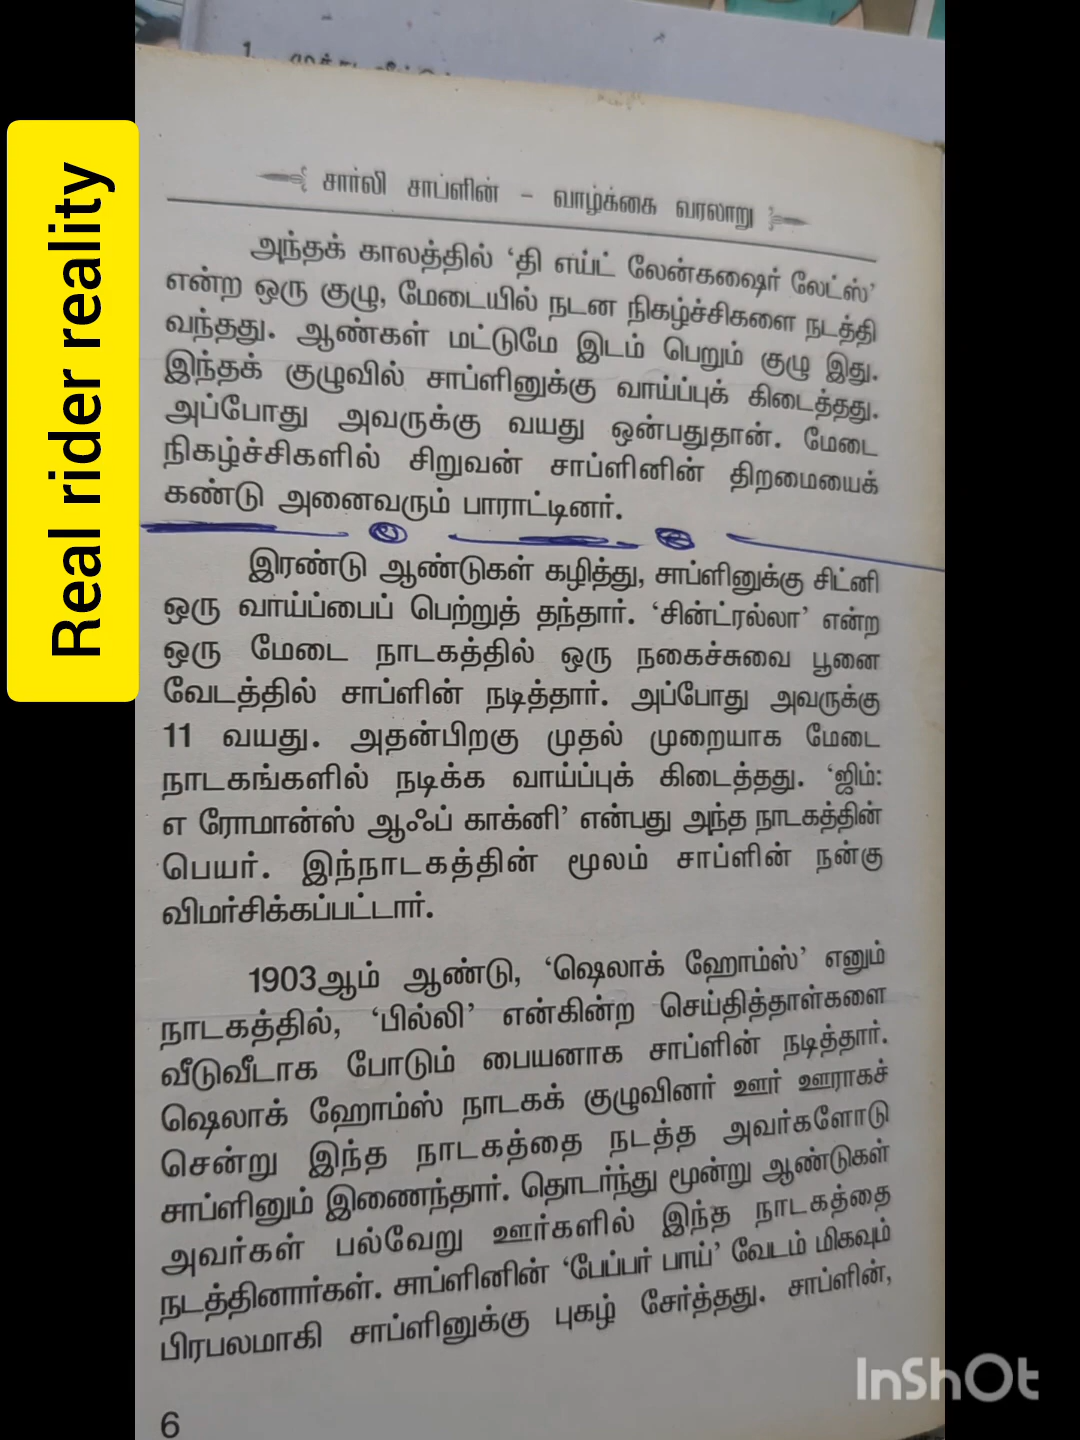 Real rider reality
சார்லி சாப்ளின் - வாழ்க்கை வரலாறு
அந்தக் காலத்தில் ‘தி எய்ட் லேன்கஷைர் லேட்ஸ்’
என்ற ஒரு குழு, மேடையில் நடன நிகழ்ச்சிகளை நடத்தி
வந்தது. ஆண்கள் மட்டுமே இடம் பெறும் குழு இது.
இந்தக் குழுவில் சாப்ளினுக்கு வாய்ப்புக் கிடைத்தது.
அப்போது அவருக்கு வயது ஒன்பதுதான். மேடை
நிகழ்ச்சிகளில் சிறுவன் சாப்ளினின் திறமையைக்
கண்டு அனைவரும் பாராட்டினர்.
இரண்டு ஆண்டுகள் கழித்து, சாப்ளினுக்கு சிட்னி
ஒரு வாய்ப்பைப் பெற்றுத் தந்தார். ‘சின்ட்ரல்லா’ என்ற
ஒரு மேடை நாடகத்தில் ஒரு நகைச்சுவை பூனை
வேடத்தில் சாப்ளின் நடித்தார். அப்போது அவருக்கு
11 வயது. அதன்பிறகு முதல் முறையாக மேடை
நாடகங்களில் நடிக்க வாய்ப்புக் கிடைத்தது. ‘ஜிம்:
எ ரோமான்ஸ் ஆஃப் காக்னி’ என்பது அந்த நாடகத்தின்
பெயர். இந்நாடகத்தின் மூலம் சாப்ளின் நன்கு
விமர்சிக்கப்பட்டார்.
1903ஆம் ஆண்டு, ‘ஷெலாக் ஹோம்ஸ்’ எனும்
நாடகத்தில், ‘பில்லி’ என்கின்ற செய்தித்தாள்களை
வீடுவீடாக போடும் பையனாக சாப்ளின் நடித்தார்.
ஷெலாக் ஹோம்ஸ் நாடகக் குழுவினர் ஊர் ஊராகச்
சென்று இந்த நாடகத்தை நடத்த அவர்களோடு
சாப்ளினும் இணைந்தார். தொடர்ந்து மூன்று ஆண்டுகள்
அவர்கள் பல்வேறு ஊர்களில் இந்த நாடகத்தை
நடத்தினார்கள். சாப்ளினின் ‘பேப்பர் பாய்’ வேடம் மிகவும்
பிரபலமாகி சாப்ளினுக்கு புகழ் சேர்த்தது. சாப்ளின்,
6
InShOt